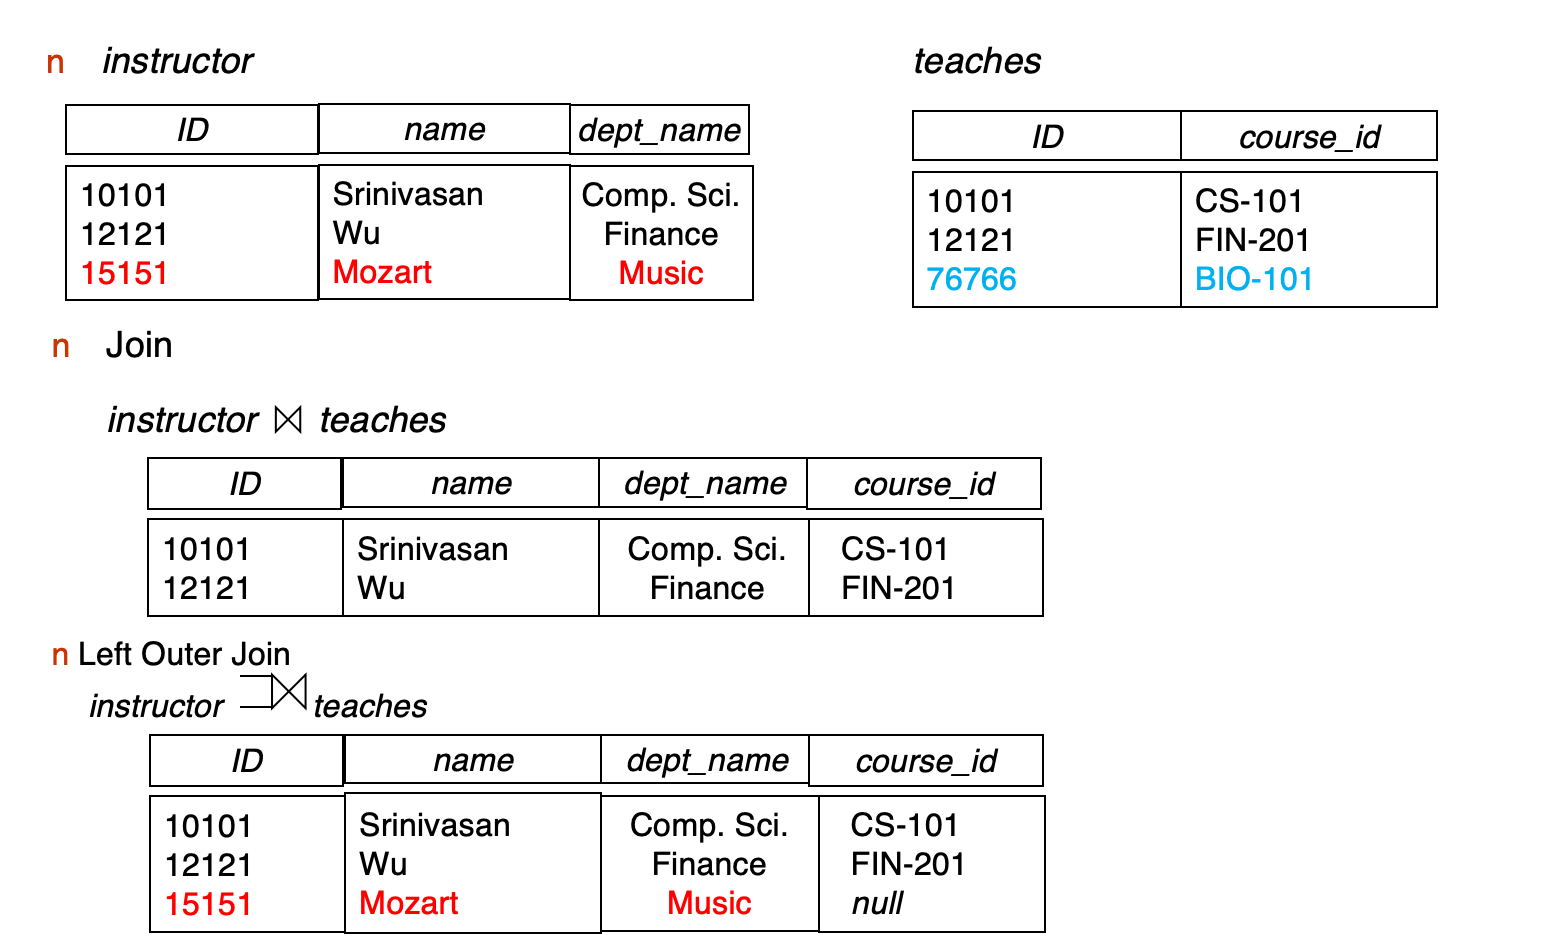 n instructor
teaches
ID name dept_name
10101 Srinivasan Comp. Sci.
12121 Wu Finance
15151 Mozart Music
ID course_id
10101 CS-101
12121 FIN-201
76766 BIO-101
n Join
instructor ⋈ teaches
ID name dept_name course_id
10101 Srinivasan Comp. Sci. CS-101
12121 Wu Finance FIN-201
n Left Outer Join
instructor ⟕ teaches
ID name dept_name course_id
10101 Srinivasan Comp. Sci. CS-101
12121 Wu Finance FIN-201
15151 Mozart Music null